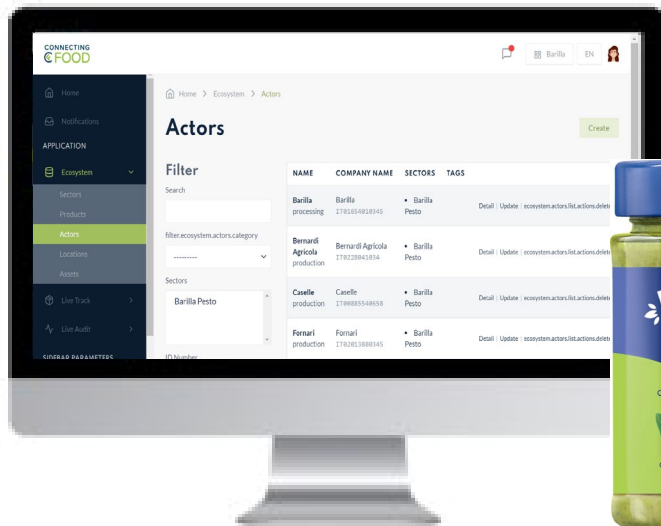 CONNECTING
FOOD
Barilla
EN
Home
Notifications
APPLICATION
Ecosystem
Sectors
Products
Actors
Locations
Assets
Live Track
Live Audit
SIDEBAR PARAMETERS
Home > Ecosystem > Actors
Actors
Create
Filter
Search
filter.ecosystem.actors.category
---------
Sectors
Barilla Pesto
ID Number
NAME COMPANY NAME SECTORS TAGS
Barilla Barilla • Barilla
processing IT01654010345 Pesto
Detail | Update | ecosystem.actors.list.actions.delete
Bernardi
Agricola Bernardi Agricola • Barilla
production IT0228041034 Pesto
Detail | Update | ecosystem.actors.list.actions.delete
Caselle Caselle • Barilla
production IT00885540658 Pesto
Detail | Update | ecosystem.actors.list.actions.delete
Fornari Fornari • Barilla
production IT02013880345 Pesto
Detail | Update | ecosystem.actors.list.actions.delete